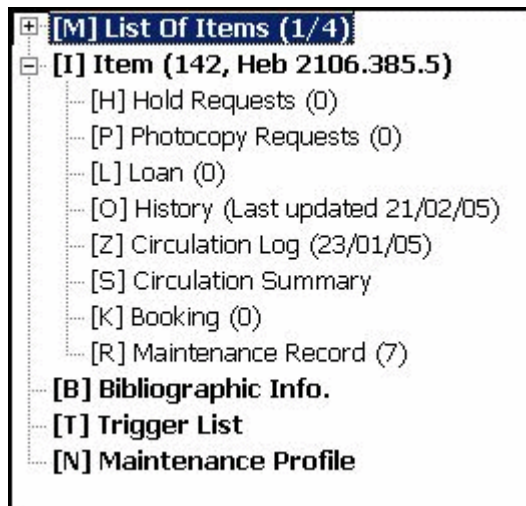 [M] List Of Items (1/4)
[I] Item (142, Heb 2106.385.5)
[H] Hold Requests (0)
[P] Photocopy Requests (0)
[L] Loan (0)
[O] History (Last updated 21/02/05)
[Z] Circulation Log (23/01/05)
[S] Circulation Summary
[K] Booking (0)
[R] Maintenance Record (7)
[B] Bibliographic Info.
[T] Trigger List
[N] Maintenance Profile